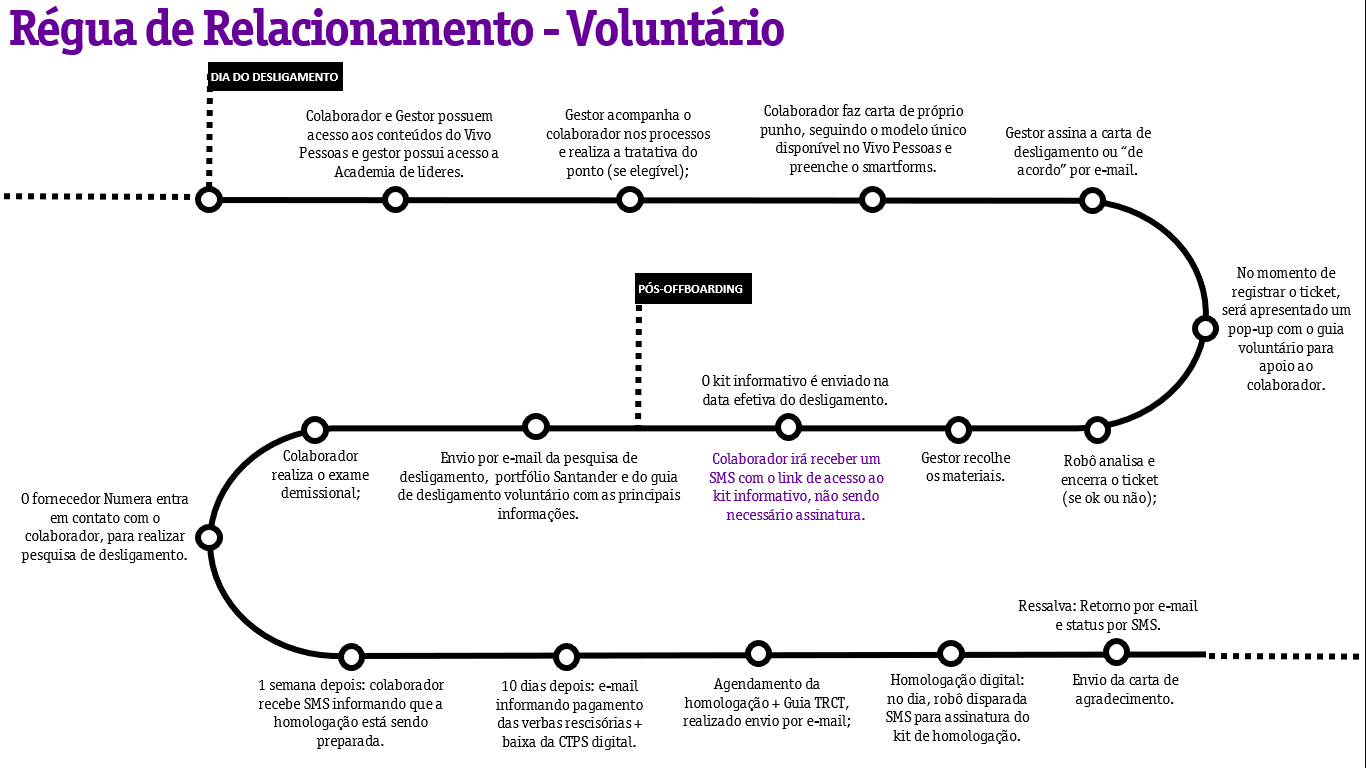 Régua de Relacionamento - Voluntário
DIA DO DESLIGAMENTO
Colaborador e Gestor possuem
acesso aos conteúdos do Vivo
Pessoas e gestor possui acesso a
Academia de lideres.
Gestor acompanha o
colaborador nos processos
e realiza a tratativa do
ponto (se elegível);
Colaborador faz carta de próprio
punho, seguindo o modelo único
disponível no Vivo Pessoas e
preenche o smartforms.
Gestor assina a carta de
desligamento ou “de
acordo” por e-mail.
No momento de
registrar o ticket,
será apresentado um
pop-up com o guia
voluntário para
apoio ao
colaborador.
Robô analisa e
encerra o ticket
(se ok ou não);
Gestor recolhe
os materiais.
O kit informativo é enviado na
data efetiva do desligamento.
Colaborador irá receber um
SMS com o link de acesso ao
kit informativo, não sendo
necessário assinatura.
PÓS-OFFBOARDING
Envio por e-mail da pesquisa de
desligamento, portfólio Santander e do guia
de desligamento voluntário com as principais
informações.
Colaborador
realiza o exame
demissional;
O fornecedor Numera entra
em contato com o
colaborador, para realizar
pesquisa de desligamento.
1 semana depois: colaborador
recebe SMS informando que a
homologação está sendo
preparada.
10 dias depois: e-mail
informando pagamento
das verbas rescisórias +
baixa da CTPS digital.
Agendamento da
homologação + Guia TRCT,
realizado envio por e-mail;
Homologação digital:
no dia, robô disparada
SMS para assinatura do
kit de homologação.
Ressalva: Retorno por e-mail
e status por SMS.
Envio da carta de
agradecimento.